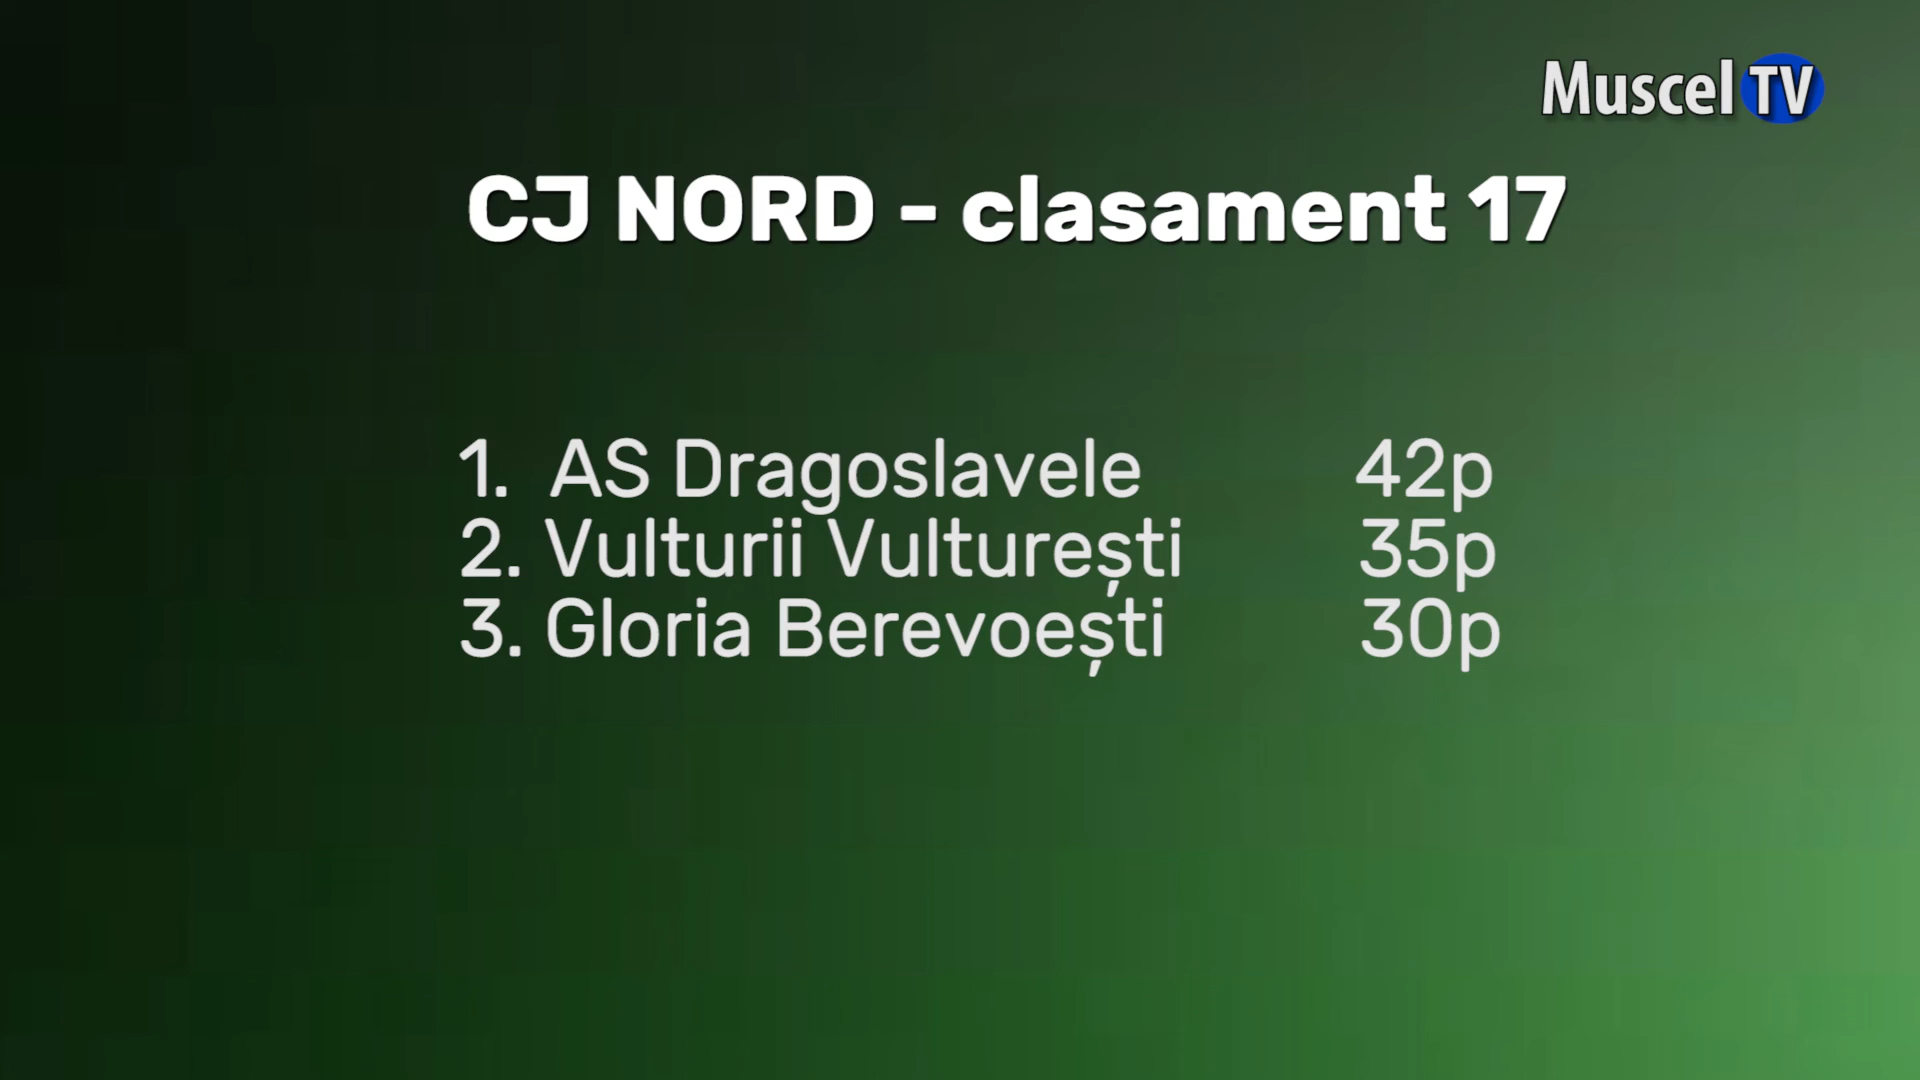 Muscel TV
CJ NORD - clasament 17
1. AS Dragoslavele 42p
2. Vulturii Vulturești 35p
3. Gloria Berevoești 30p